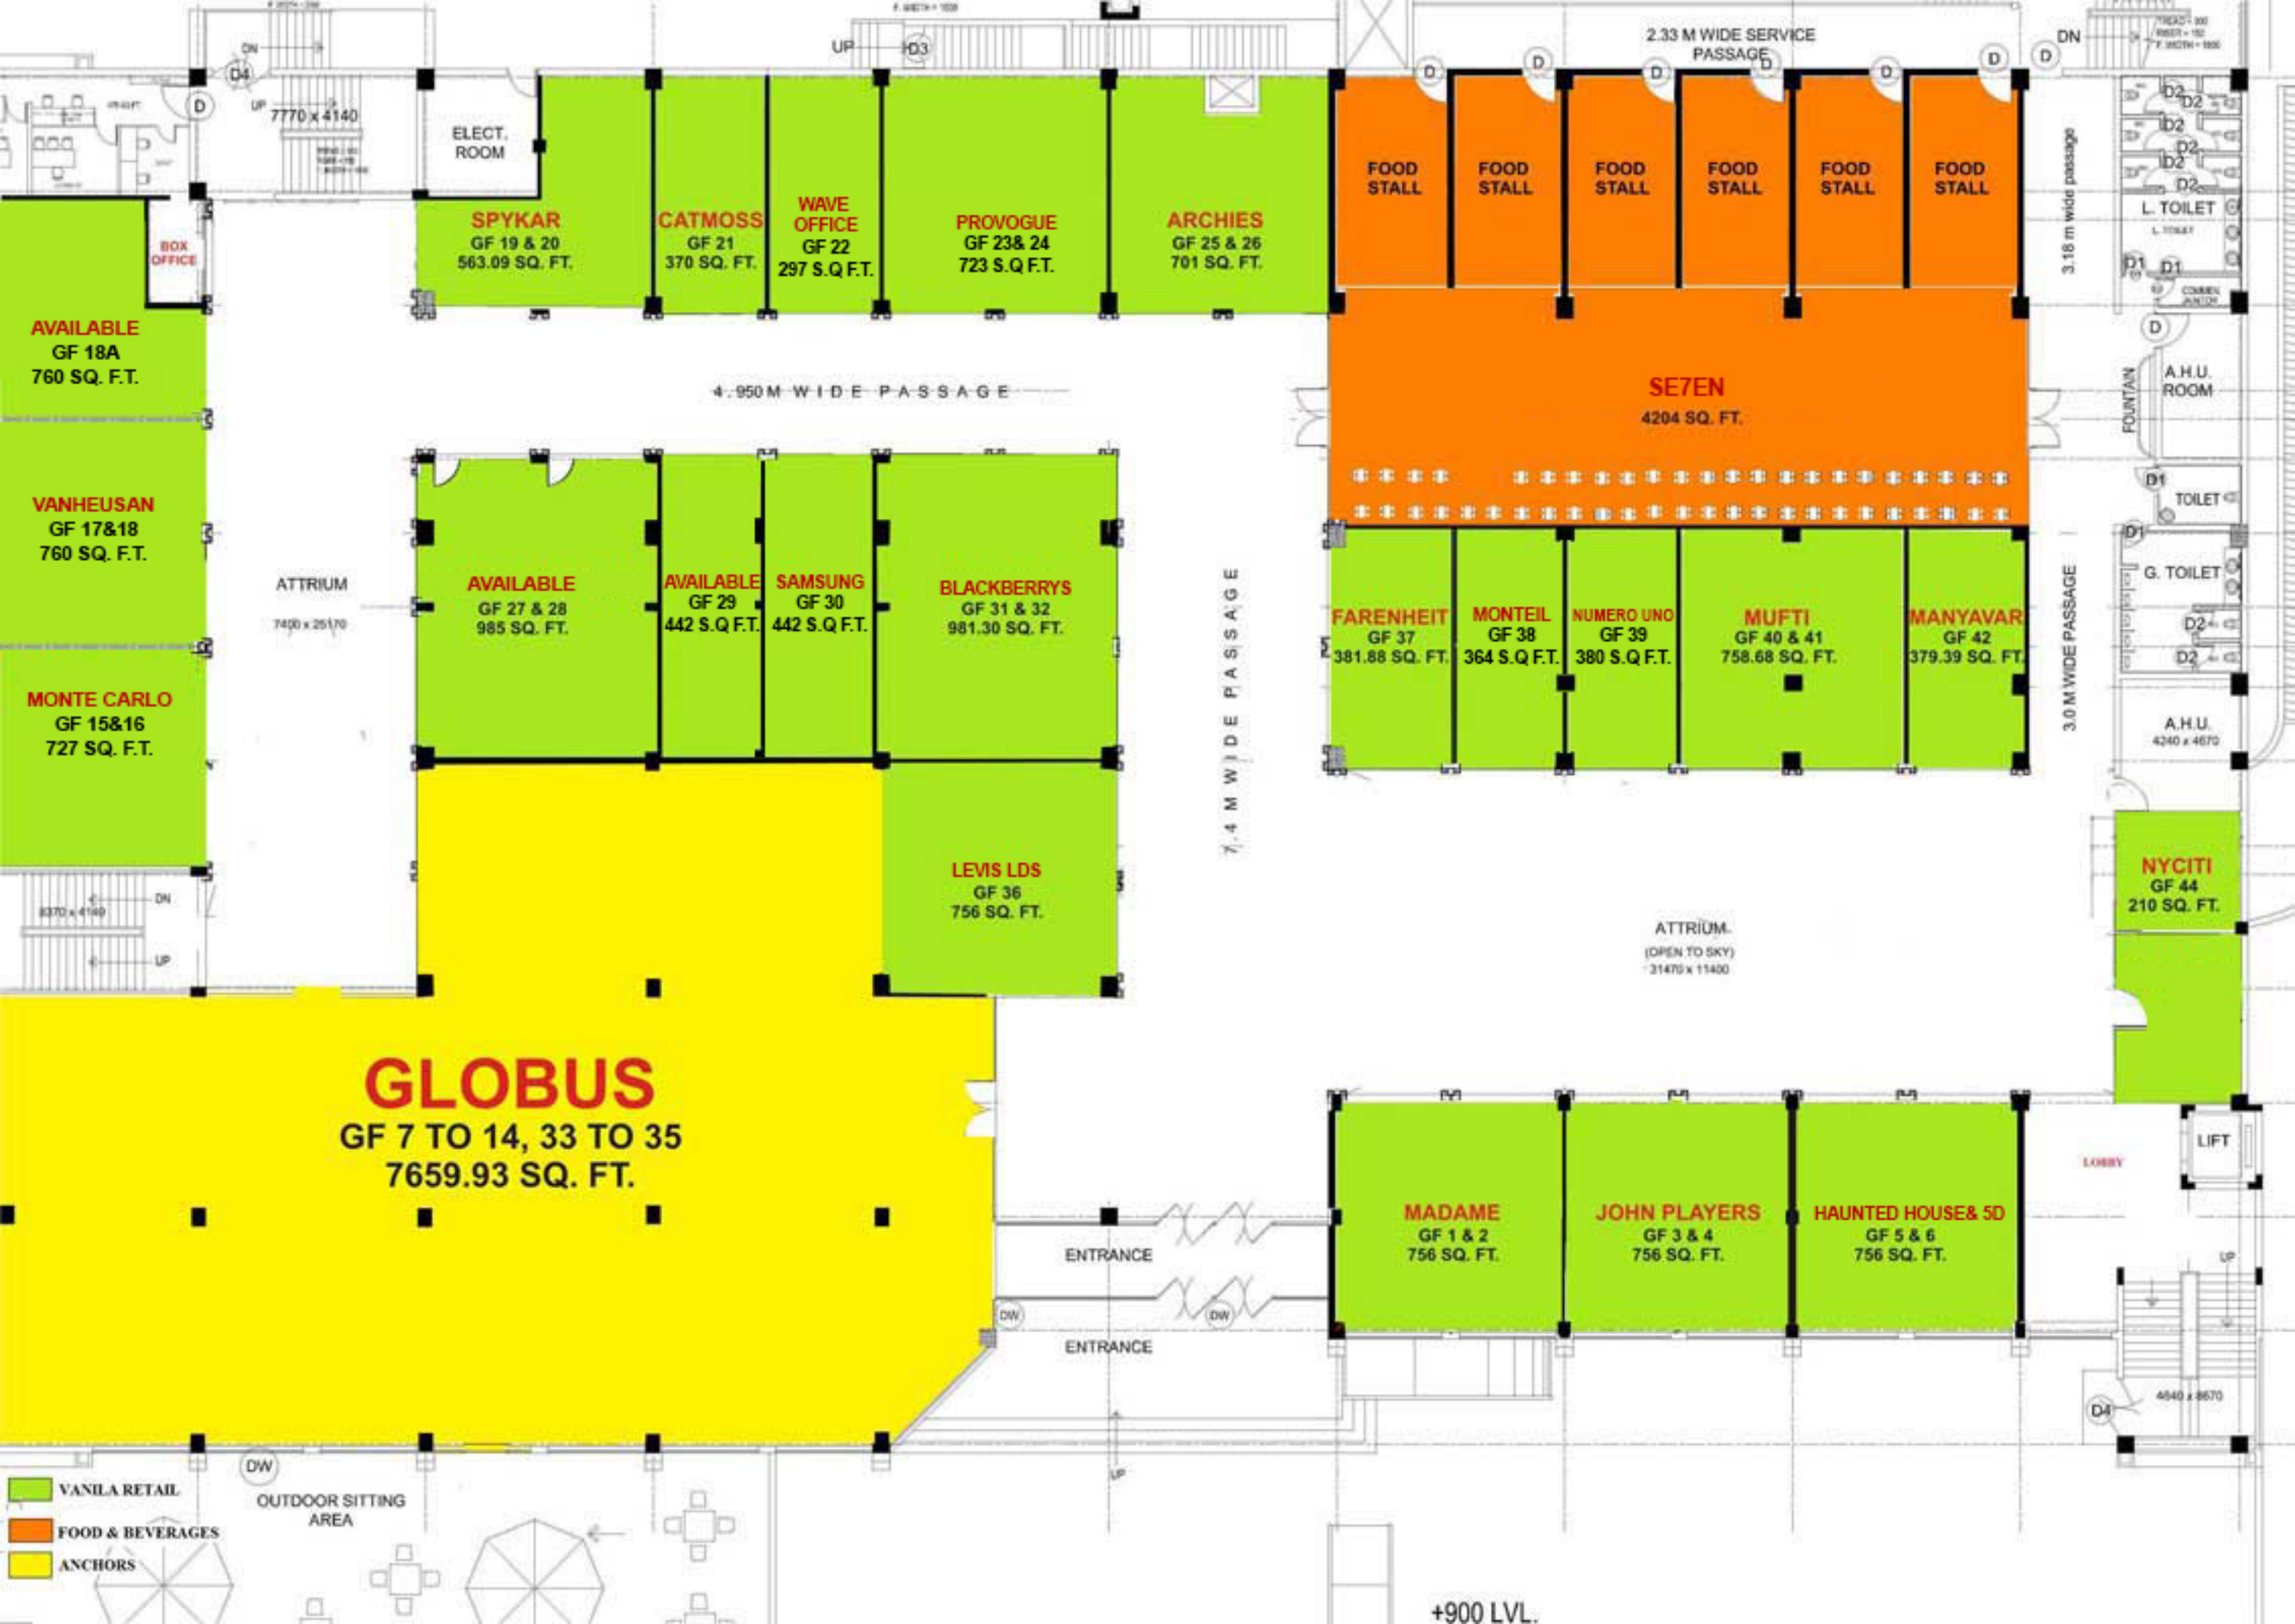 F. WIDTH = 1500
DN
D4
UP
7770 x 4140
D
ELECT.
ROOM
UP
D3
2.33 M WIDE SERVICE
PASSAGE
D
D
D
D
D
D
D
DN
TREAD = 300
F. WIDTH = 1500
BOX
OFFICE
SPYKAR
GF 19 & 20
563.09 SQ. FT.
CATMOSS
GF 21
370 SQ. FT.
WAVE
OFFICE
GF 22
297 S.Q F.T.
PROVOGUE
GF 23& 24
723 S.Q F.T.
ARCHIES
GF 25 & 26
701 SQ. FT.
FOOD
STALL
FOOD
STALL
FOOD
STALL
FOOD
STALL
FOOD
STALL
FOOD
STALL
3.18 m wide passage
D2
D2
D2
D2
D2
D2
L. TOILET
L. TOILET
D1
D1
D
AVAILABLE
GF 18A
760 SQ. F.T.
4.950M WIDE PASSAGE
SE7EN
4204 SQ. FT.
FOUNTAIN
A.H.U.
ROOM
VANHEUSAN
GF 17&18
760 SQ. F.T.
D1
TOILET
D1
G. TOILET
D2
D2
ATTRIUM
7400 x 25170
AVAILABLE
GF 27 & 28
985 SQ. FT.
AVAILABLE
GF 29
442 S.Q F.T.
SAMSUNG
GF 30
442 S.Q F.T.
BLACKBERRYS
GF 31 & 32
981.30 SQ. FT.
7.4 M WIDE PASSAGE
FARENHEIT
GF 37
381.88 SQ. FT.
MONTEIL
GF 38
364 S.Q F.T.
NUMERO UNO
GF 39
380 S.Q F.T.
MUFTI
GF 40 & 41
758.68 SQ. FT.
MANYAVAR
GF 42
379.39 SQ. FT.
3.0 M WIDE PASSAGE
A.H.U.
4240 x 4670
MONTE CARLO
GF 15&16
727 SQ. F.T.
DN
8370 x 4140
UP
LEVIS LDS
GF 36
756 SQ. FT.
ATTRIUM
(OPEN TO SKY)
31470 x 11400
NYCITI
GF 44
210 SQ. FT.
GLOBUS
GF 7 TO 14, 33 TO 35
7659.93 SQ. FT.
LIFT
LOBBY
MADAME
GF 1 & 2
756 SQ. FT.
JOHN PLAYERS
GF 3 & 4
756 SQ. FT.
HAUNTED HOUSE& 5D
GF 5 & 6
756 SQ. FT.
UP
ENTRANCE
DW
DW
ENTRANCE
4640 x 8670
D4
UP
DW
VANILA RETAIL
FOOD & BEVERAGES
ANCHORS
OUTDOOR SITTING
AREA
+900 LVL.